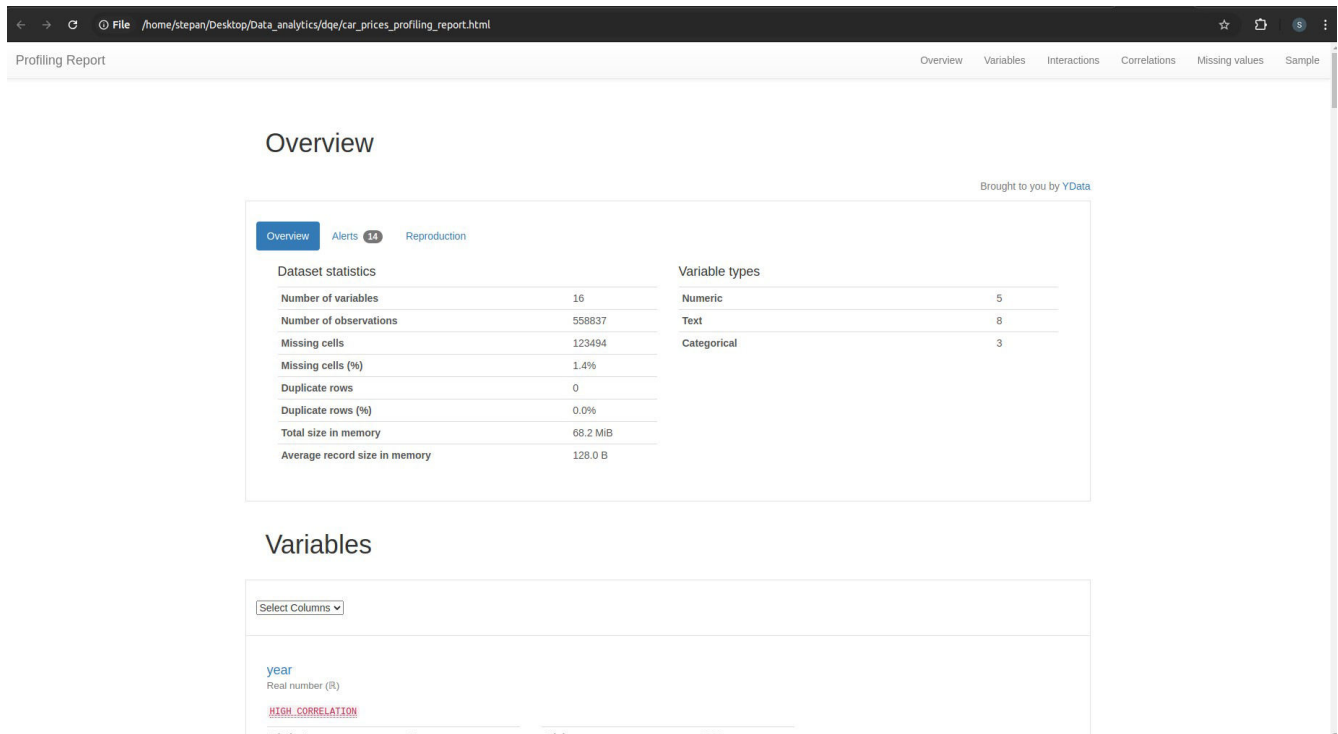 File /home/stepan/Desktop/Data_analytics/dqe/car_prices_profiling_report.html S
Profiling Report Overview Variables Interactions Correlations Missing values Sample
Overview
Brought to you by YData
Overview Alerts 14 Reproduction
Dataset statistics Variable types
Number of variables 16 Numeric 5
Number of observations 558837 Text 8
Missing cells 123494 Categorical 3
Missing cells (%) 1.4%
Duplicate rows 0
Duplicate rows (%) 0.0%
Total size in memory 68.2 MiB
Average record size in memory 128.0 B
Variables
Select Columns
year
Real number (ℝ)
HIGH CORRELATION